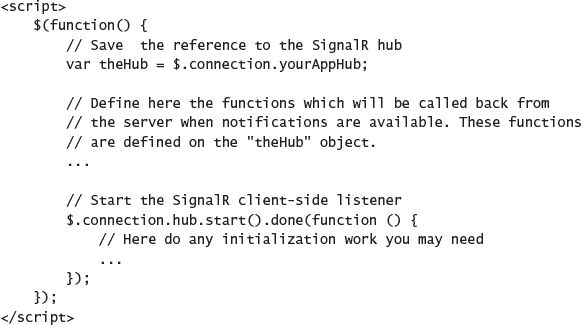 <script>
    $(function() {
        // Save  the reference to the SignalR hub
        var theHub = $.connection.yourAppHub;

        // Define here the functions which will be called back from
        // the server when notifications are available. These functions
        // are defined on the "theHub" object.
        ...

        // Start the SignalR client-side listener
        $.connection.hub.start().done(function () {
            // Here do any initialization work you may need
            ...
        });
    });
</script>